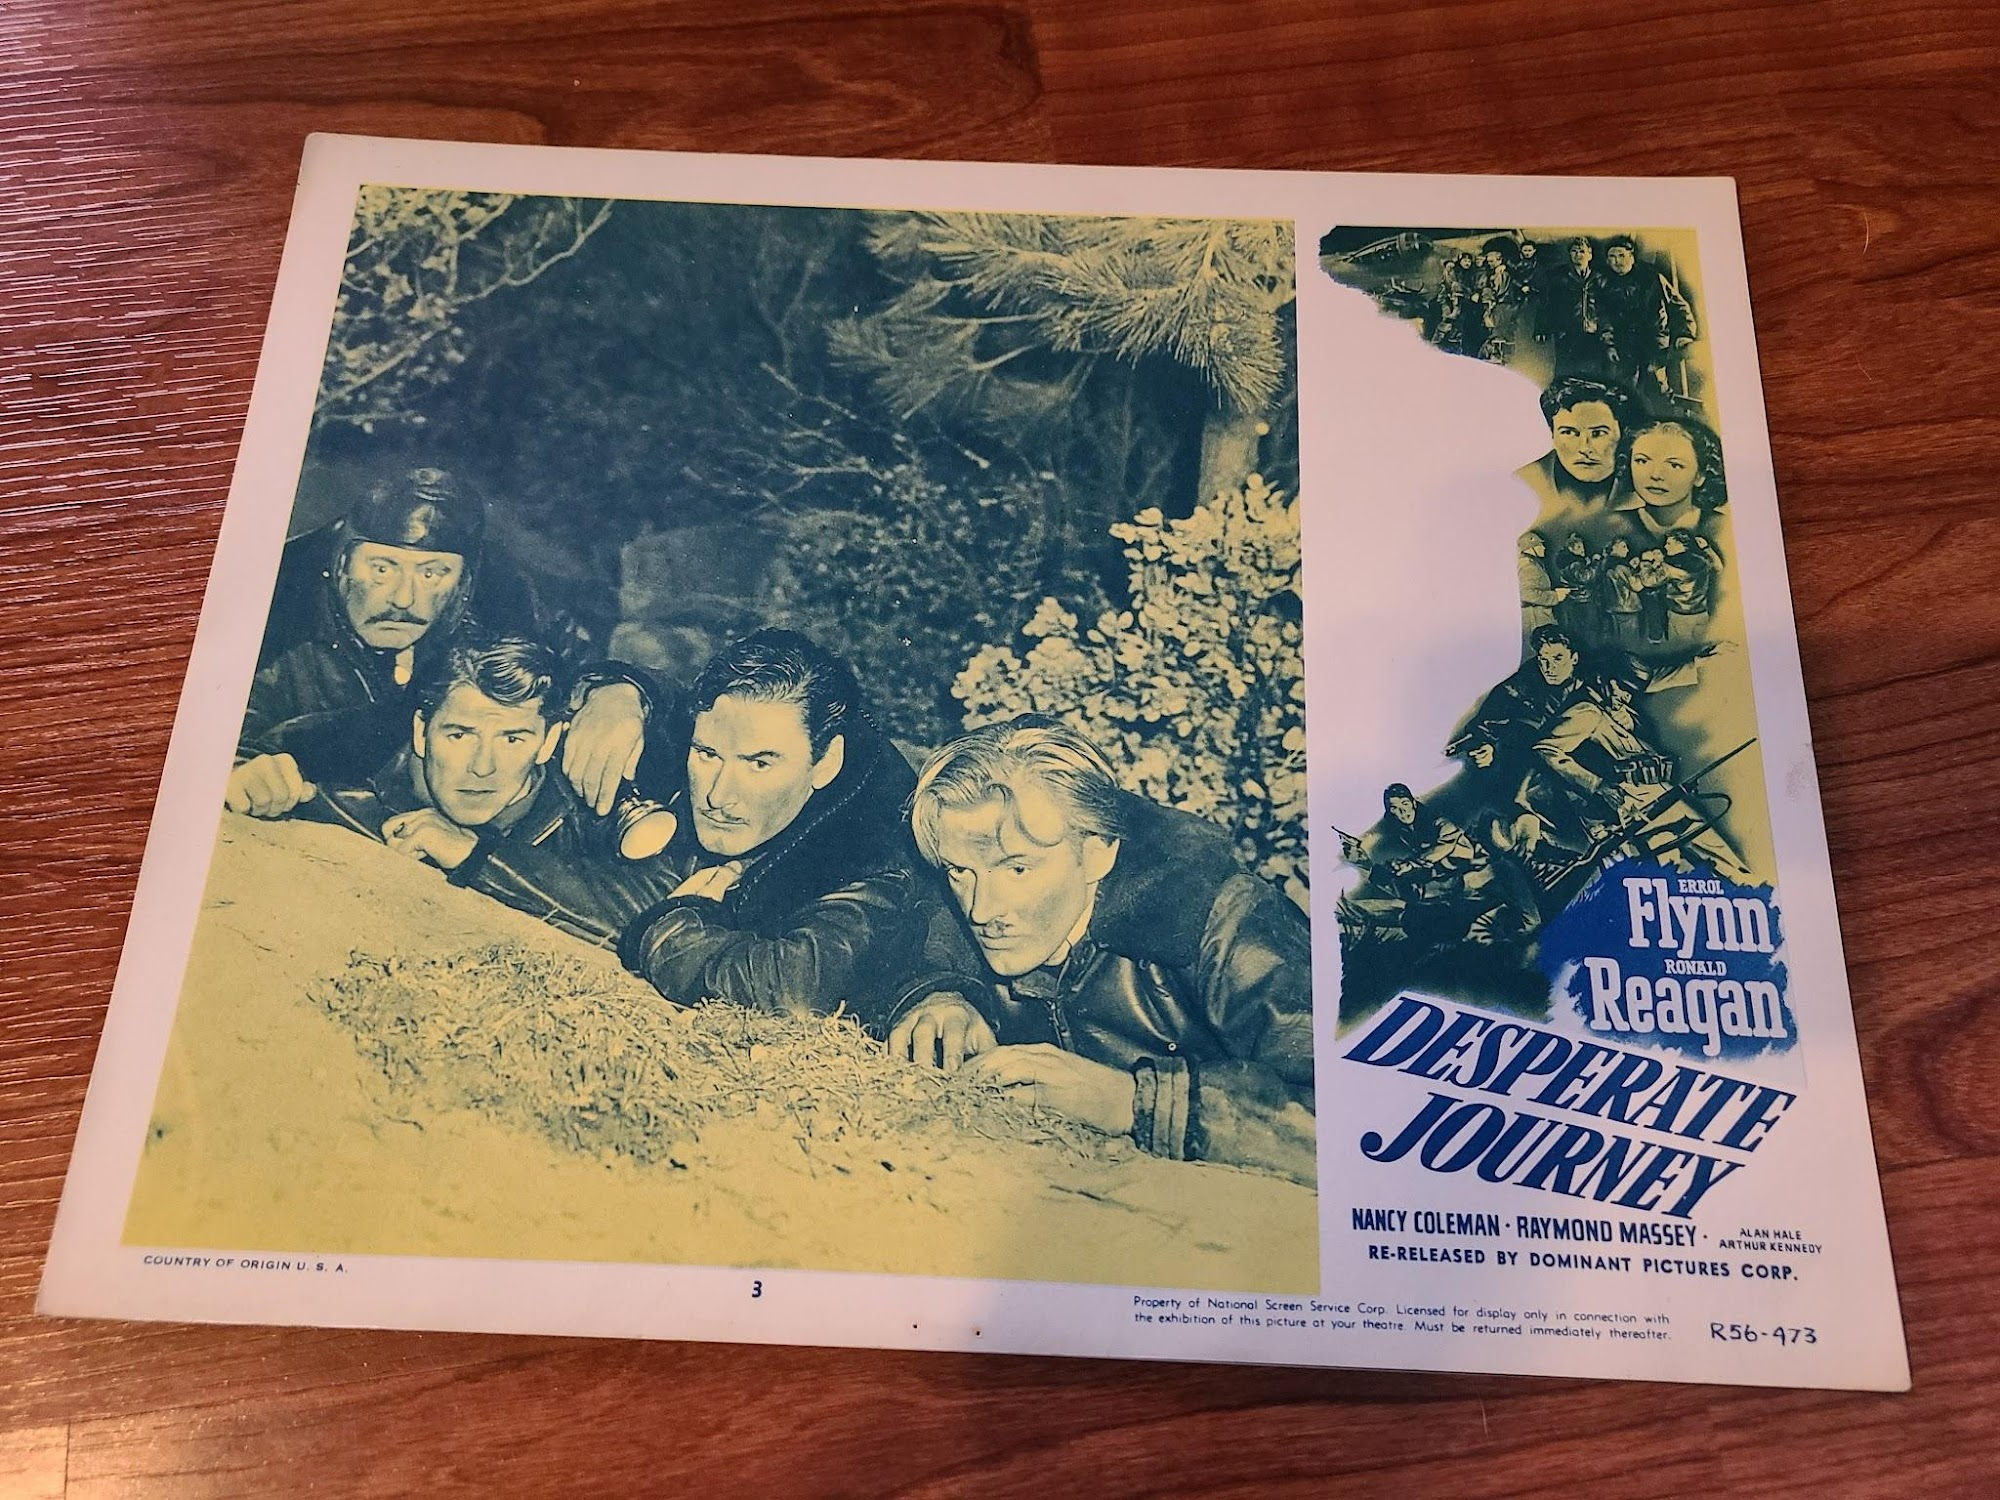 ERROL
Flynn
RONALD
Reagan
DESPERATE
JOURNEY
NANCY COLEMAN · RAYMOND MASSEY · ALAN HALE
ARTHUR KENNEDY
RE-RELEASED BY DOMINANT PICTURES CORP.
COUNTRY OF ORIGIN U. S. A.
3
Property of National Screen Service Corp. Licensed for display only in connection with
the exhibition of this picture at your theatre. Must be returned immediately thereafter.
R56-473